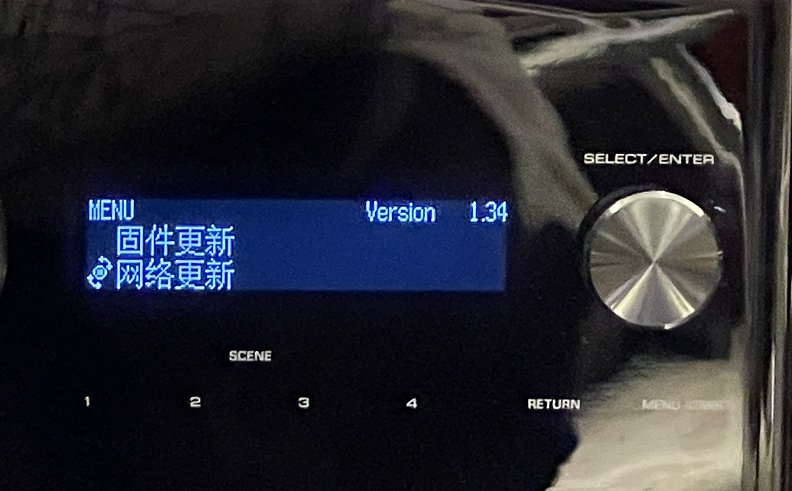 SELECT/ENTER
MENU Version 1.34
固件更新
网络更新
SCENE
1 2 3 4 RETURN MENU